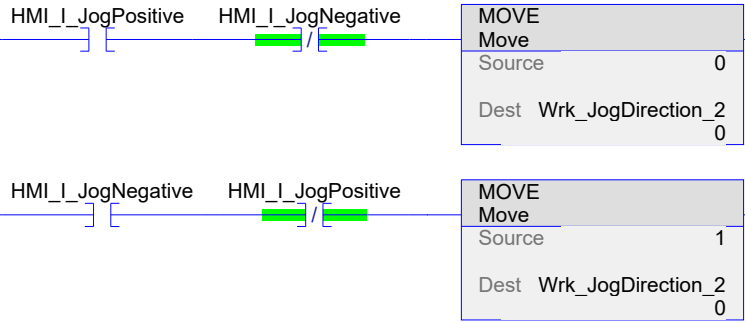 HMI_I_JogPositive HMI_I_JogNegative MOVE
/ Move
Source 0
Dest Wrk_JogDirection_2
0
HMI_I_JogNegative HMI_I_JogPositive MOVE
/ Move
Source 1
Dest Wrk_JogDirection_2
0